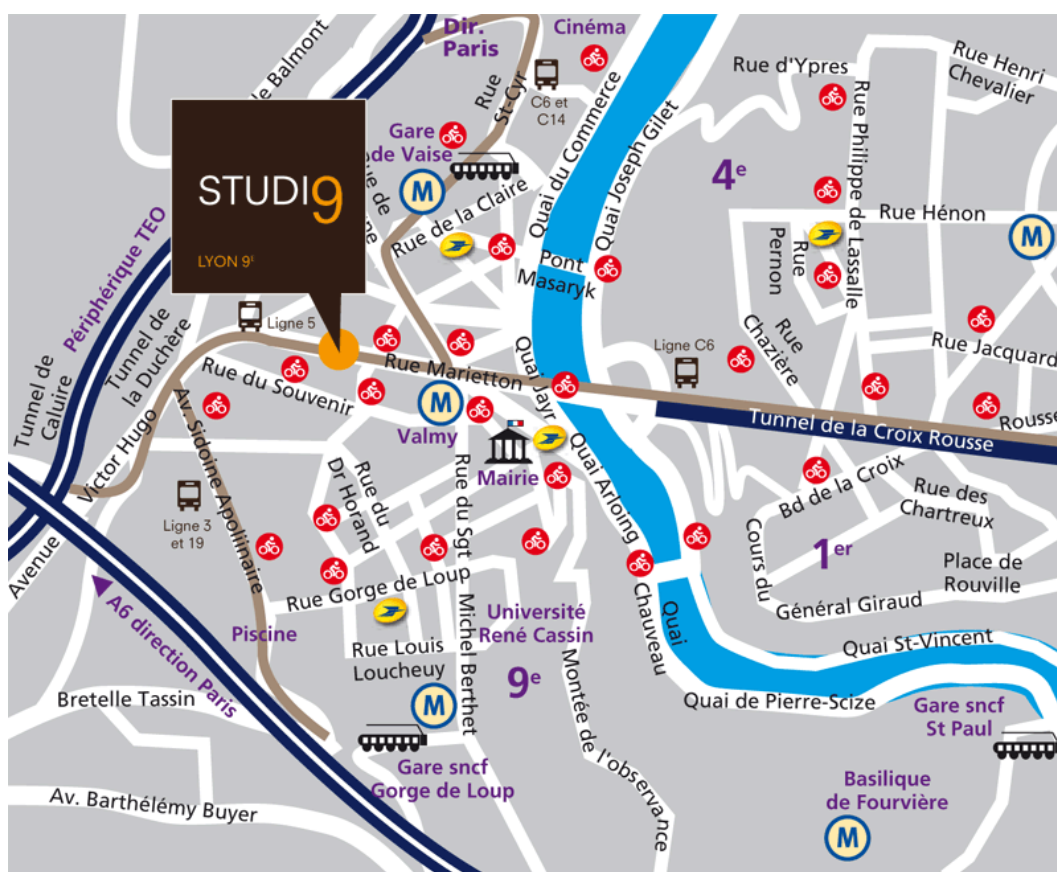 Dir.
Paris
Cinéma
le Balmont
Rue
St-Cyr
C6 et
C14
Rue d'Ypres
Rue Henri
Chevalier
Gare
de Vaise
M
Rue de la Claire
Quai du Commerce
Quai Joseph Gilet
Rue Philippe de Lassalle
4e
STUDI9
LYON 9E
Rue Hénon
M
Rue
Pernon
Pont
Masaryk
Périphérique TEO
Ligne 5
Tunnel de
la Duchère
Tunnel de
Caluire
Rue Marietton
Quai Jayr
Ligne C6
Rue
Chazière
Rue Jacquard
Rue du Souvenir
M
Valmy
Rousse
Tunnel de la Croix Rousse
Victor Hugo
Avenue
Av. Sidoine Apollinaire
Mairie
Quai Arloing
Bd de la Croix
Rue des
Chartreux
Ligne 3
et 19
Rue du
Dr Horand
Rue du Sgt
Michel Berthet
1er
Cours du
Général Giraud
Place de
Rouville
Rue Gorge de Loup
Université
René Cassin
Quai
Chauveau
A6 direction Paris
Piscine
Rue Louis
Loucheuy
9e
Quai St-Vincent
Quai de Pierre-Scize
Bretelle Tassin
M
Montée de l'observance
Gare sncf
St Paul
Gare sncf
Gorge de Loup
Av. Barthélémy Buyer
Basilique
de Fourvière
M